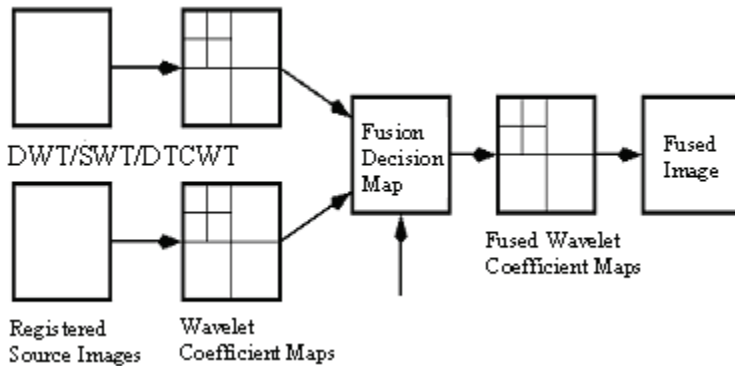 DWT/SWT/DTCWT
Fusion
Decision
Map
Fused
Image
Fused Wavelet
Coefficient Maps
Registered
Source Images
Wavelet
Coefficient Maps